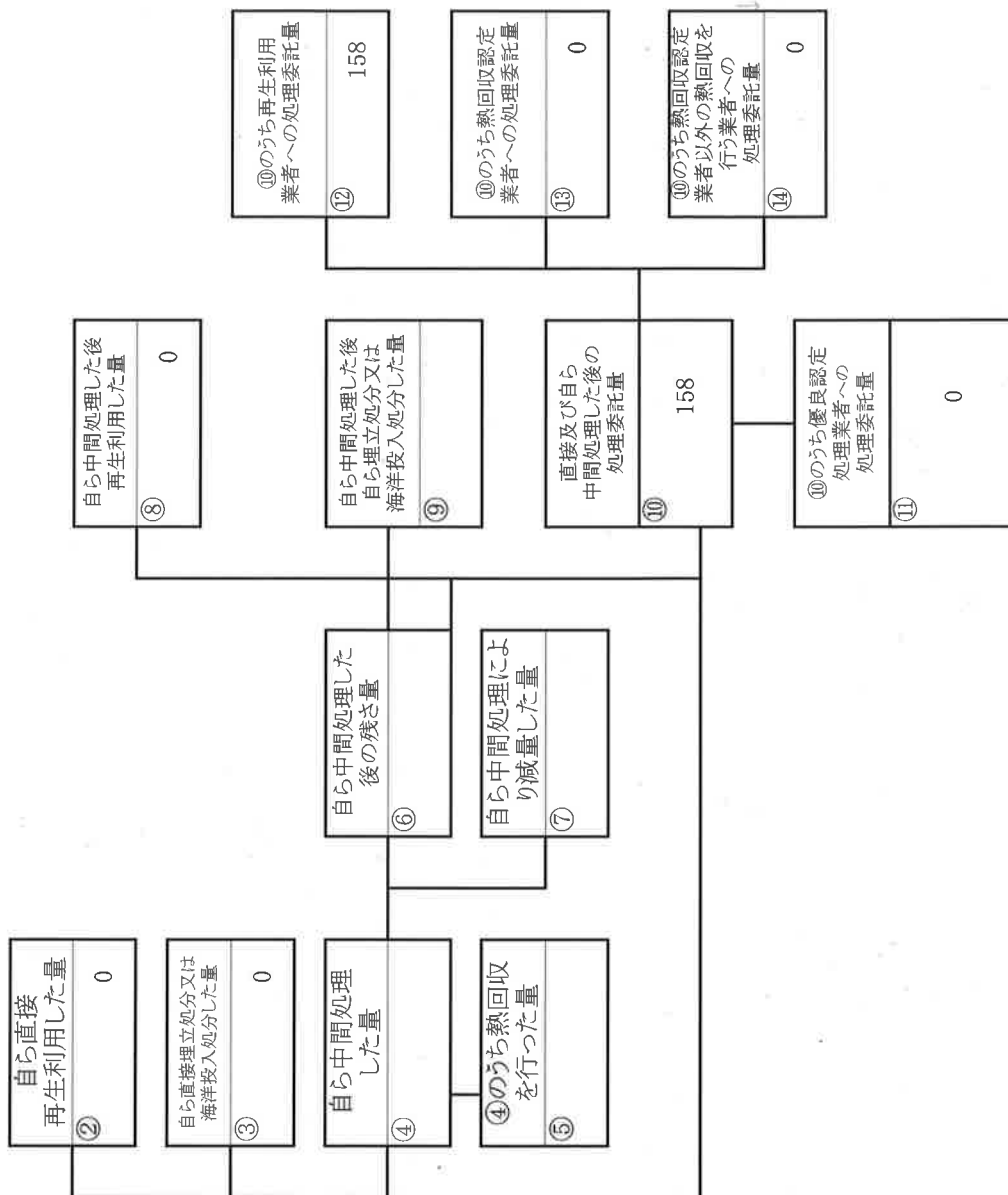 自ら直接
再生利用した量
②
0
自ら直接埋立処分又は
海洋投入処分した量
③
0
自ら中間処理
した量
④
④のうち熱回収
を行った量
⑤
自ら中間処理した
後の残さ量
⑥
自ら中間処理によ
り減量した量
⑦
自ら中間処理した後
再生利用した量
⑧
0
自ら中間処理した後
自ら埋立処分又は
海洋投入処分した量
⑨
直接及び自ら
中間処理した後の
処理委託量
⑩
158
⑩のうち優良認定
処理業者への
処理委託量
⑪
0
⑩のうち再生利用
業者への処理委託量
⑫
158
⑩のうち熱回収認定
業者への処理委託量
⑬
0
⑩のうち熱回収認定
業者以外の熱回収を
行う業者への
処理委託量
⑭
0